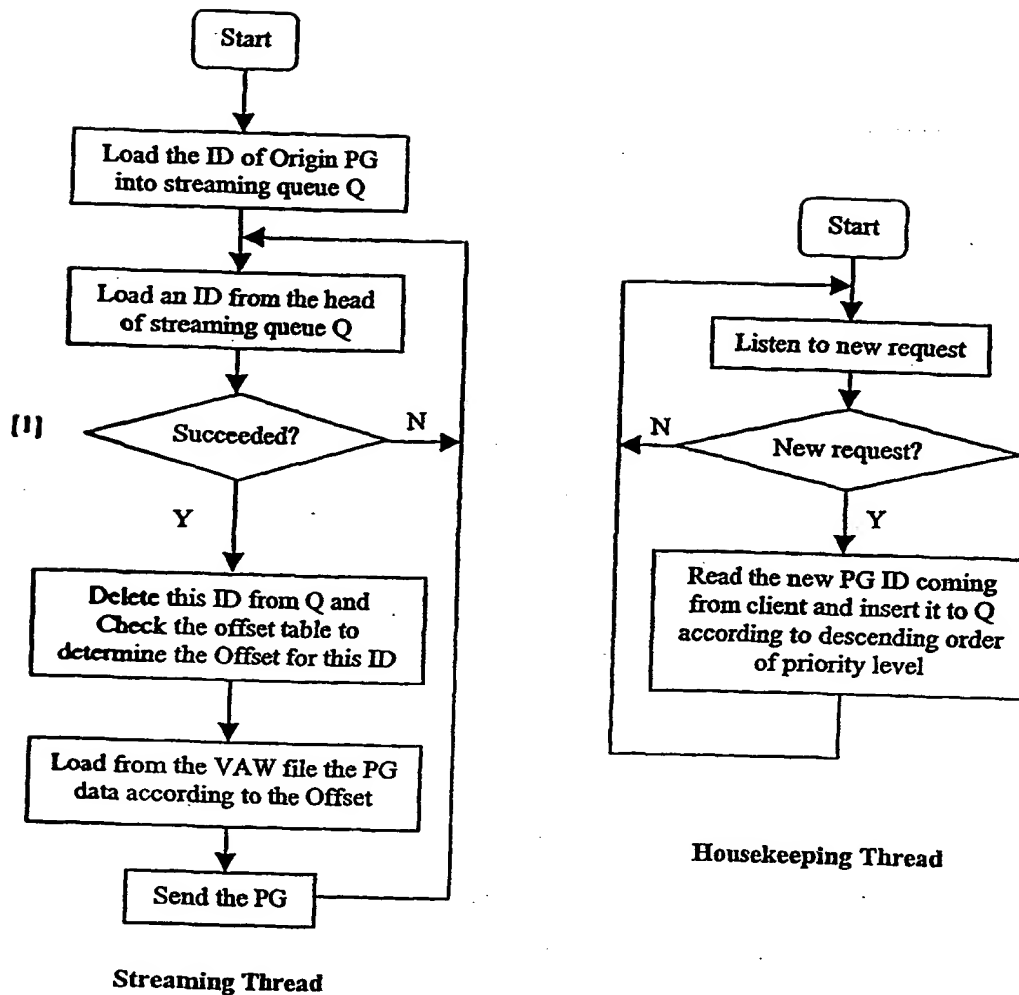 Start
Load the ID of Origin PG
into streaming queue Q
Load an ID from the head
of streaming queue Q
[1]
Succeeded?
N
Y
Delete this ID from Q and
Check the offset table to
determine the Offset for this ID
Load from the VAW file the PG
data according to the Offset
Send the PG
Streaming Thread
Start
Listen to new request
N
New request?
Y
Read the new PG ID coming
from client and insert it to Q
according to descending order
of priority level
Housekeeping Thread